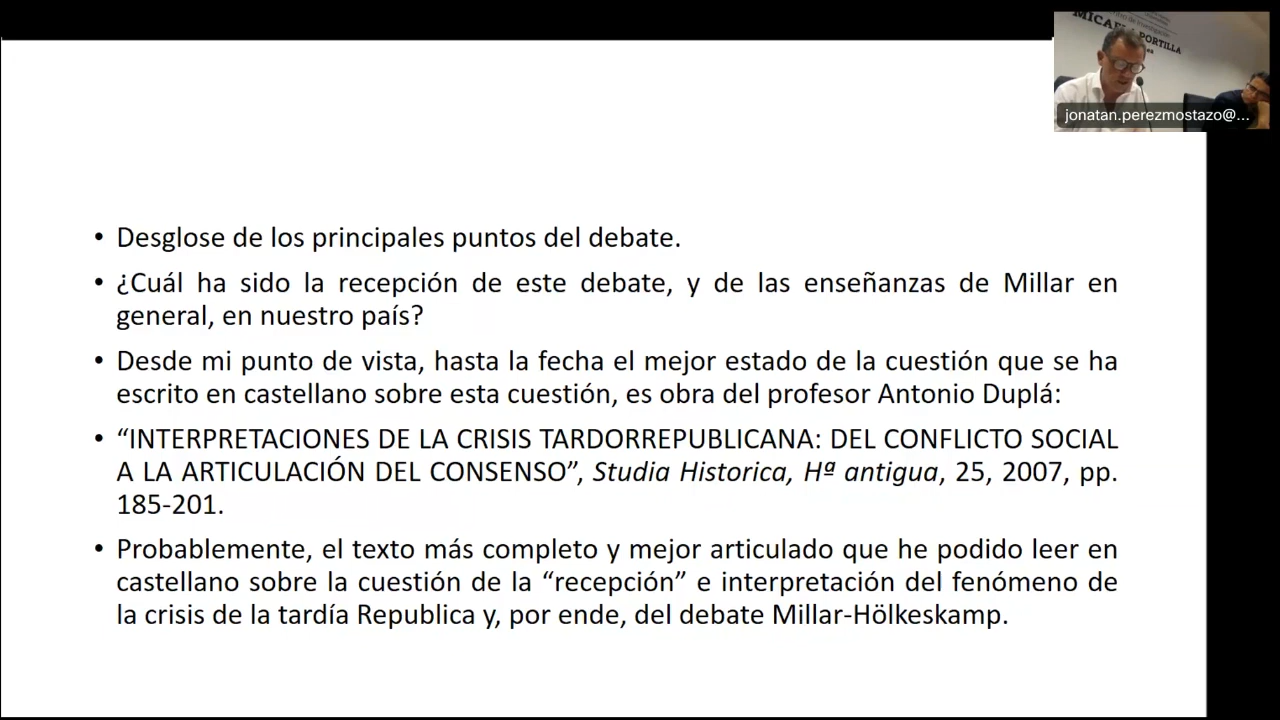 MICAELA PORTILLA
jonatan.perezmostazo@...
• Desglose de los principales puntos del debate.
• ¿Cuál ha sido la recepción de este debate, y de las enseñanzas de Millar en
general, en nuestro país?
• Desde mi punto de vista, hasta la fecha el mejor estado de la cuestión que se ha
escrito en castellano sobre esta cuestión, es obra del profesor Antonio Duplá:
• “INTERPRETACIONES DE LA CRISIS TARDORREPUBLICANA: DEL CONFLICTO SOCIAL
A LA ARTICULACIÓN DEL CONSENSO”, Studia Historica, Hª antigua, 25, 2007, pp.
185-201.
• Probablemente, el texto más completo y mejor articulado que he podido leer en
castellano sobre la cuestión de la “recepción” e interpretación del fenómeno de
la crisis de la tardía Republica y, por ende, del debate Millar-Hölkeskamp.